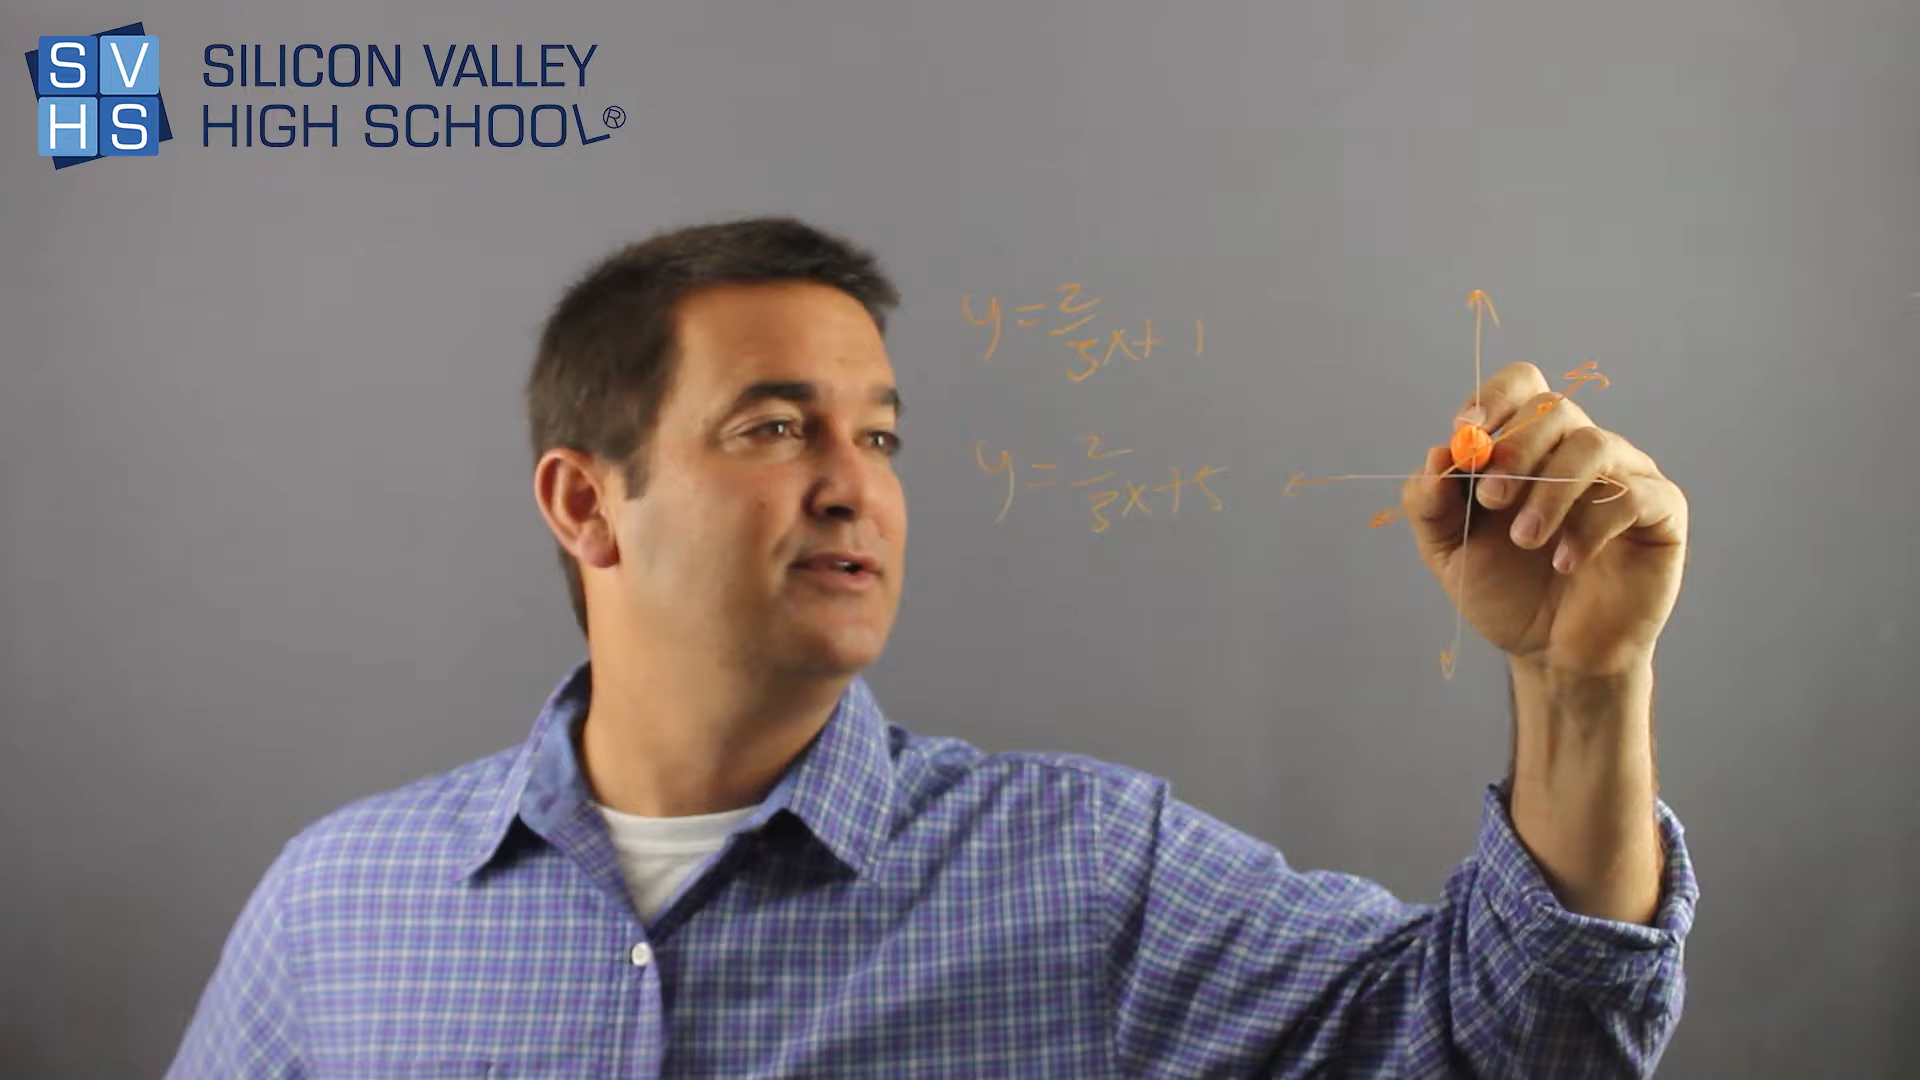 SV
HS
SILICON VALLEY
HIGH SCHOOL®
y = 2/3x + 1
y = 2/3x + 5